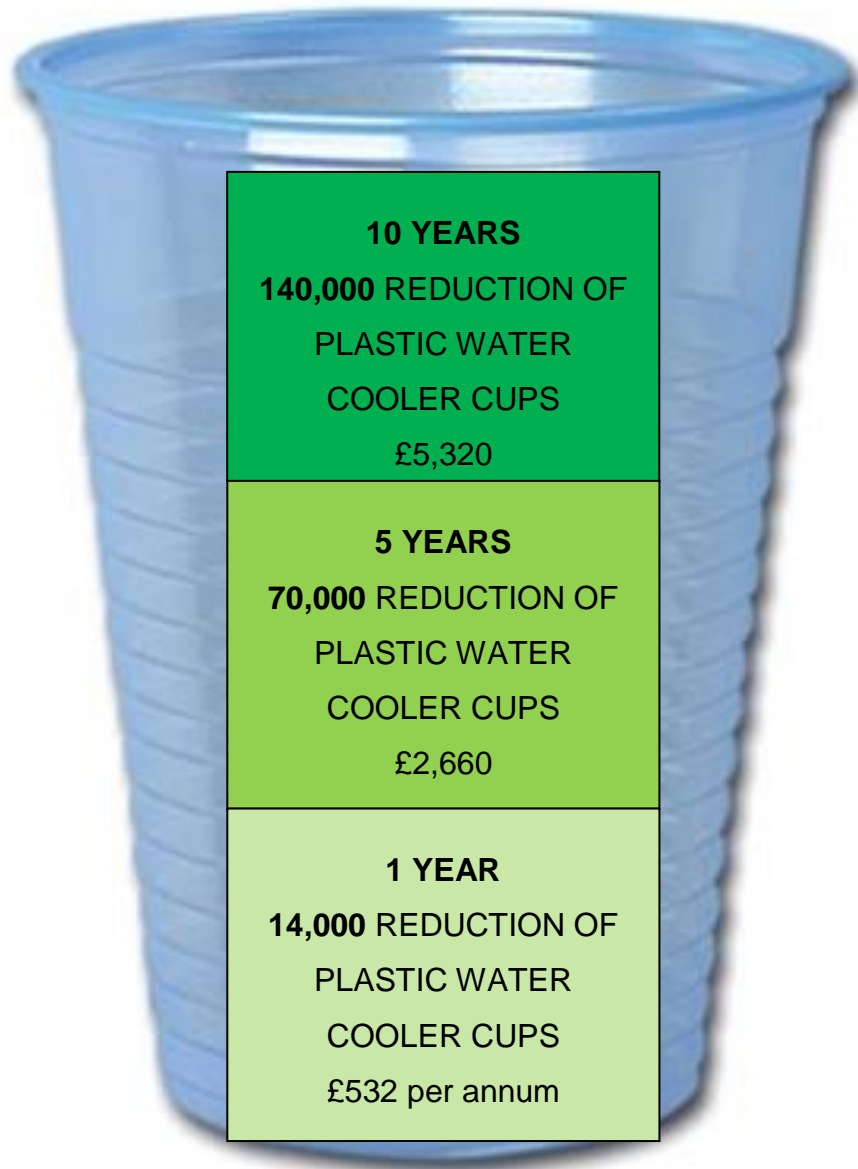 10 YEARS
140,000 REDUCTION OF
PLASTIC WATER
COOLER CUPS
£5,320
5 YEARS
70,000 REDUCTION OF
PLASTIC WATER
COOLER CUPS
£2,660
1 YEAR
14,000 REDUCTION OF
PLASTIC WATER
COOLER CUPS
£532 per annum